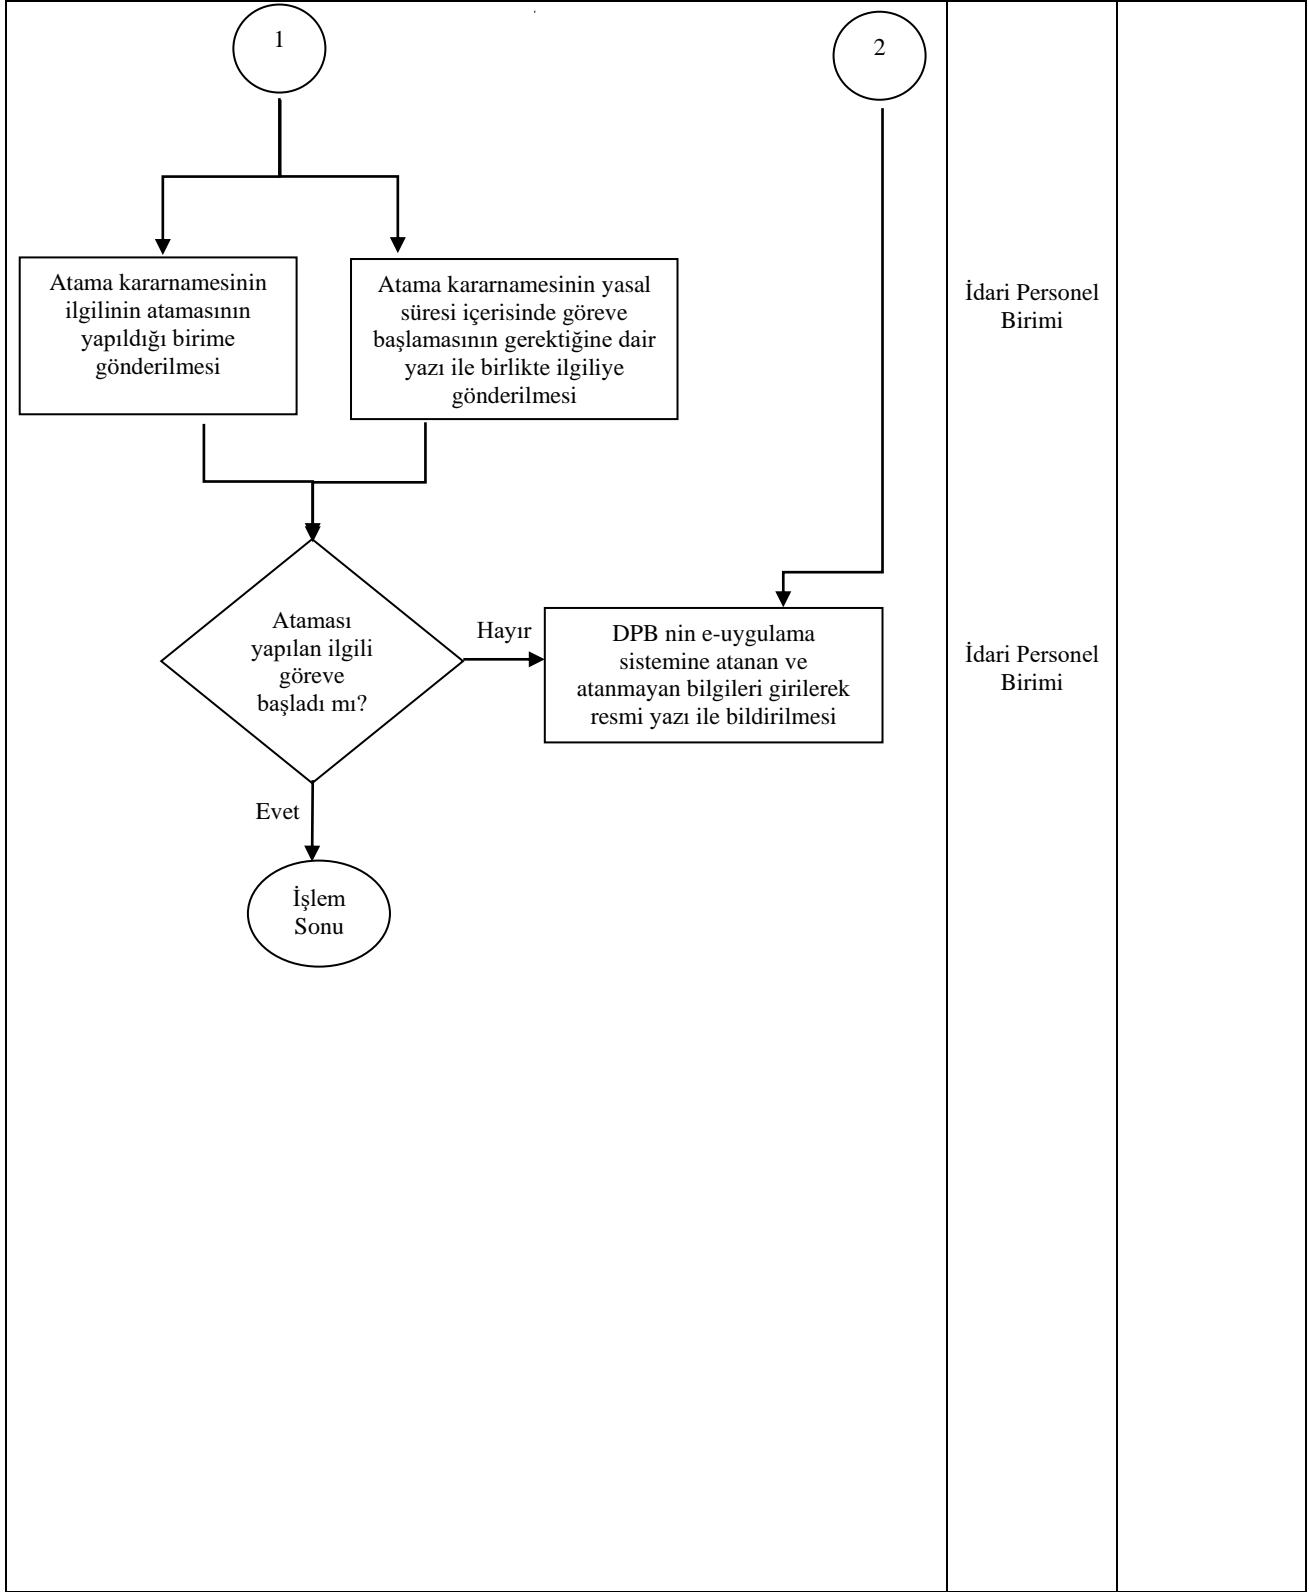 1
2
Atama kararnamesinin
ilgilinin atamasının
yapıldığı birime
gönderilmesi
Atama kararnamesinin yasal
süresi içerisinde göreve
başlamasının gerektiğine dair
yazı ile birlikte ilgiliye
gönderilmesi
İdari Personel
Birimi
Ataması
yapılan ilgili
göreve
başladı mı?
Hayır
DPB nin e-uygulama
sistemine atanan ve
atanmayan bilgileri girilerek
resmi yazı ile bildirilmesi
İdari Personel
Birimi
Evet
İşlem
Sonu